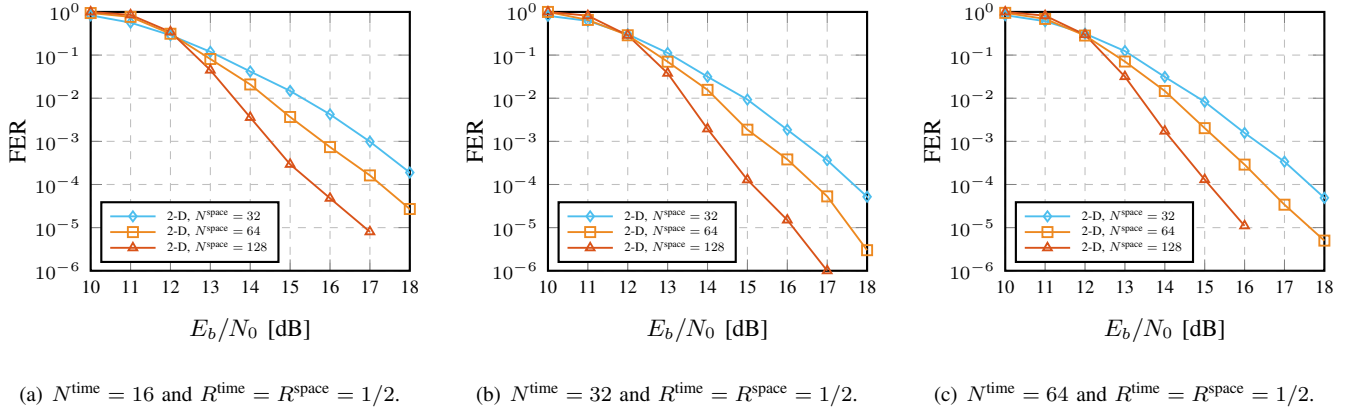 10^0
10^−1
10^−2
10^−3
10^−4
10^−5
10^−6
FER
2-D, N^space = 32
2-D, N^space = 64
2-D, N^space = 128
10 11 12 13 14 15 16 17 18
E_b/N_0 [dB]
(a) N^time = 16 and R^time = R^space = 1/2.
10^0
10^−1
10^−2
10^−3
10^−4
10^−5
10^−6
FER
2-D, N^space = 32
2-D, N^space = 64
2-D, N^space = 128
10 11 12 13 14 15 16 17 18
E_b/N_0 [dB]
(b) N^time = 32 and R^time = R^space = 1/2.
10^0
10^−1
10^−2
10^−3
10^−4
10^−5
10^−6
FER
2-D, N^space = 32
2-D, N^space = 64
2-D, N^space = 128
10 11 12 13 14 15 16 17 18
E_b/N_0 [dB]
(c) N^time = 64 and R^time = R^space = 1/2.